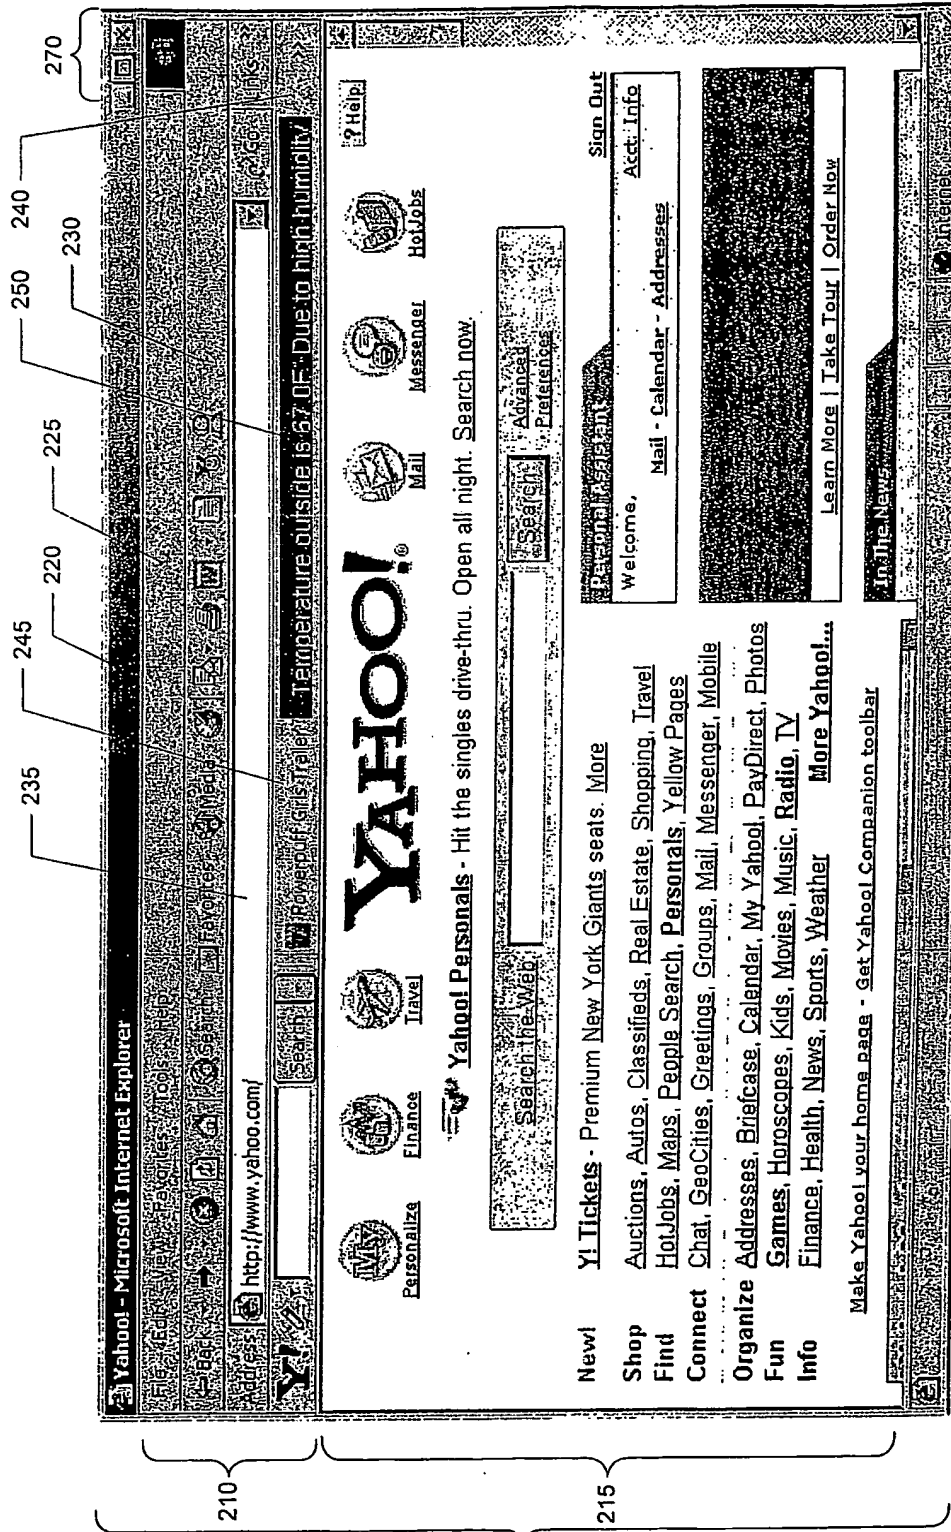 235
245
220
225
250
230
240
270
210
215
Yahoo! - Microsoft Internet Explorer
File Edit View Favorites Tools Help
Back Search Favorites Media
Address http://www.yahoo.com/ Go Links »
Y! Search Powerpuff Girls Trailer Temperature outside is 67 OF. Due to high humidity
Personalize Finance Travel YAHOO!® Mail Messenger HotJobs ? Help
Yahoo! Personals - Hit the singles drive-thru. Open all night. Search now.
Search the Web Search Advanced
Preferences
New! Y! Tickets - Premium New York Giants seats. More
Shop Auctions, Autos, Classifieds, Real Estate, Shopping, Travel
Find HotJobs, Maps, People Search, Personals, Yellow Pages
Connect Chat, GeoCities, Greetings, Groups, Mail, Messenger, Mobile
Organize Addresses, Briefcase, Calendar, My Yahoo!, PayDirect, Photos
Fun Games, Horoscopes, Kids, Movies, Music, Radio, TV
Info Finance, Health, News, Sports, Weather More Yahoo!...
Make Yahoo! your home page - Get Yahoo! Companion toolbar
Personal Assistant Sign Out
Welcome, Acct. Info
Mail - Calendar - Addresses
Learn More | Take Tour | Order Now
In The News
Internet